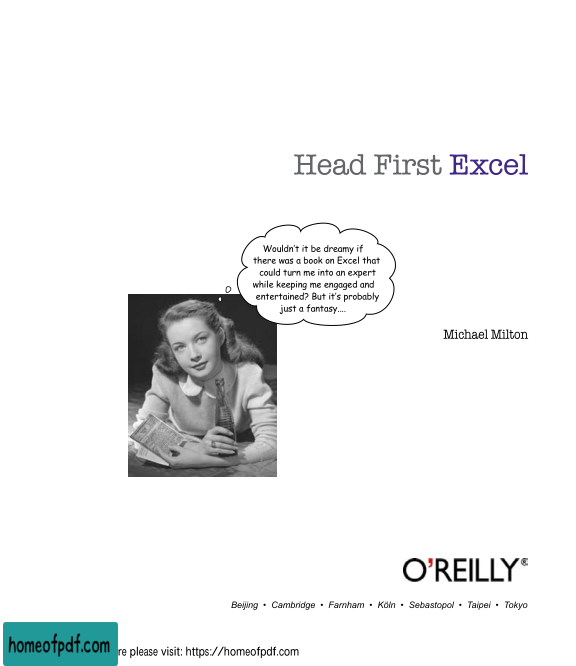 Head First Excel
Wouldn't it be dreamy if
there was a book on Excel that
could turn me into an expert
while keeping me engaged and
entertained? But it's probably
just a fantasy....
Michael Milton
O'REILLY®
Beijing • Cambridge • Farnham • Köln • Sebastopol • Taipei • Tokyo
homeofpdf.com
re please visit: https://homeofpdf.com